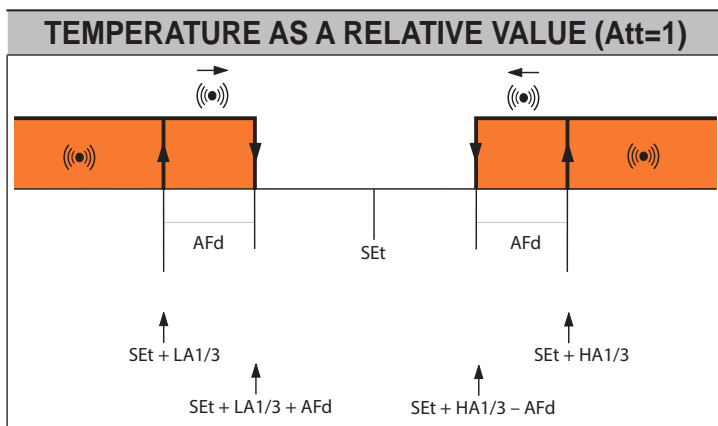 TEMPERATURE AS A RELATIVE VALUE (Att=1)
AFd
SEt
AFd
SEt + LA1/3
SEt + HA1/3
SEt + LA1/3 + AFd
SEt + HA1/3 – AFd